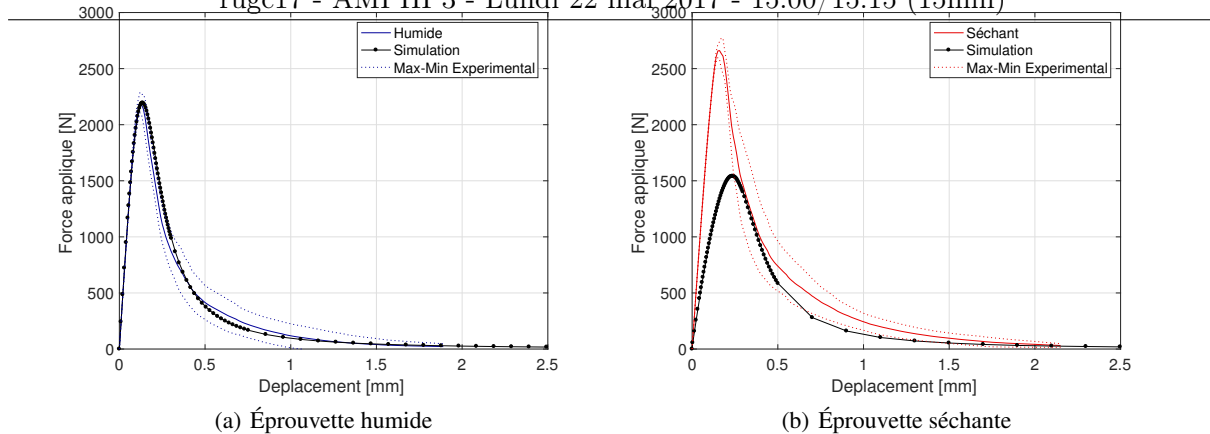 rugc17 - AMPHI 3 - Lundi 22 mai 2017 - 15:00/15:15 (15min)
3000
2500
2000
1500
1000
500
0
Force applique [N]
Humide
Simulation
Max-Min Experimental
0 0.5 1 1.5 2 2.5
Deplacement [mm]
(a) Éprouvette humide
3000
2500
2000
1500
1000
500
0
Force applique [N]
Séchant
Simulation
Max-Min Experimental
0 0.5 1 1.5 2 2.5
Deplacement [mm]
(b) Éprouvette séchante